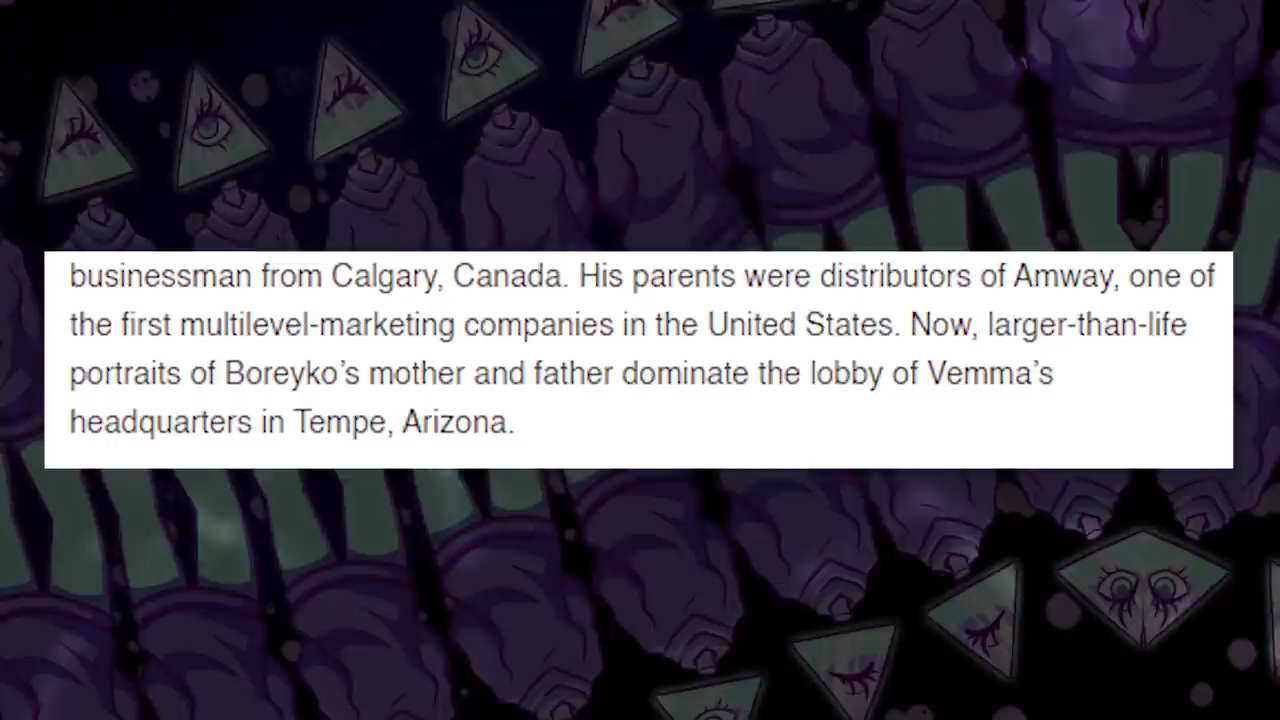 businessman from Calgary, Canada. His parents were distributors of Amway, one of
the first multilevel-marketing companies in the United States. Now, larger-than-life
portraits of Boreyko’s mother and father dominate the lobby of Vemma’s
headquarters in Tempe, Arizona.